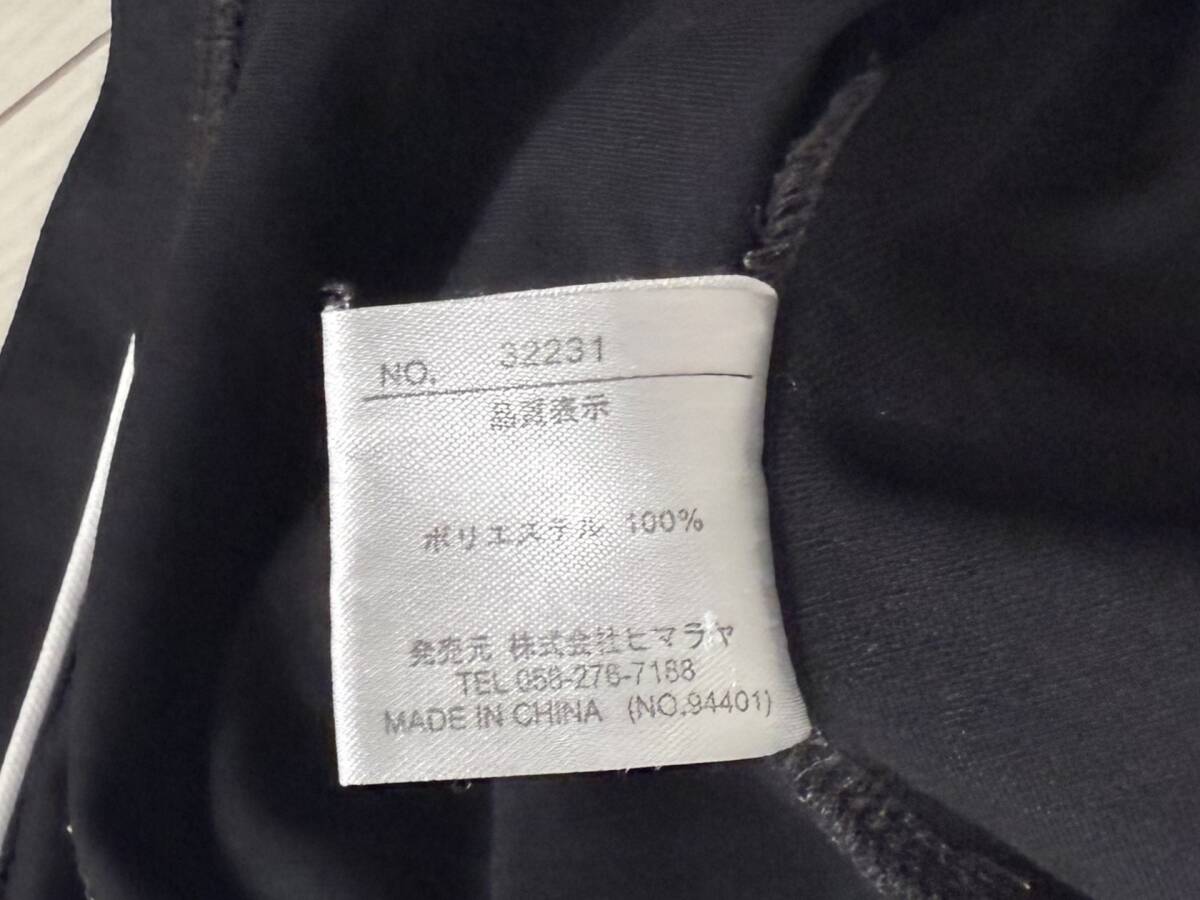 NO. 32231
品質表示
ポリエステル 100%
発売元 株式会社ヒマラヤ
TEL 058-276-7188
MADE IN CHINA (NO.94401)